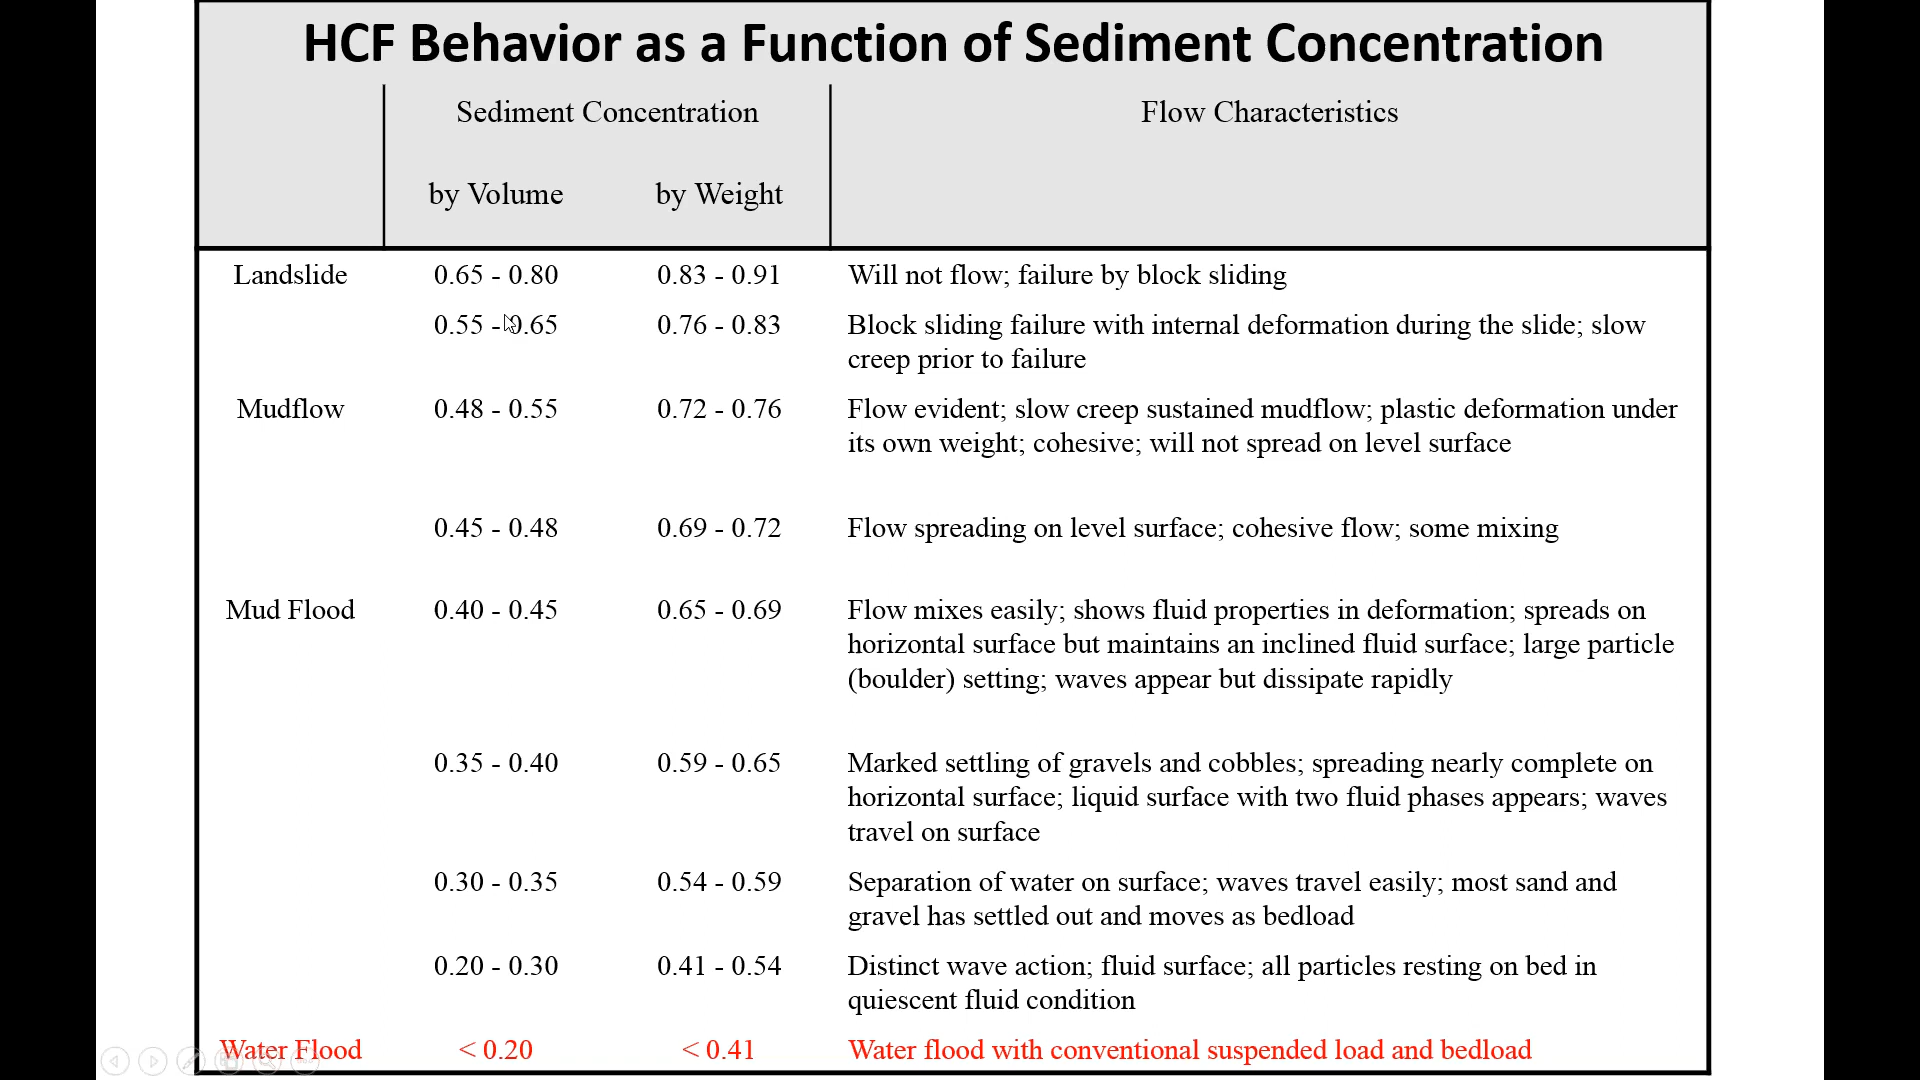 HCF Behavior as a Function of Sediment Concentration
Sediment Concentration
Flow Characteristics
by Volume
by Weight
Landslide 0.65 - 0.80 0.83 - 0.91 Will not flow; failure by block sliding
0.55 - 0.65 0.76 - 0.83 Block sliding failure with internal deformation during the slide; slow
creep prior to failure
Mudflow 0.48 - 0.55 0.72 - 0.76 Flow evident; slow creep sustained mudflow; plastic deformation under
its own weight; cohesive; will not spread on level surface
0.45 - 0.48 0.69 - 0.72 Flow spreading on level surface; cohesive flow; some mixing
Mud Flood 0.40 - 0.45 0.65 - 0.69 Flow mixes easily; shows fluid properties in deformation; spreads on
horizontal surface but maintains an inclined fluid surface; large particle
(boulder) setting; waves appear but dissipate rapidly
0.35 - 0.40 0.59 - 0.65 Marked settling of gravels and cobbles; spreading nearly complete on
horizontal surface; liquid surface with two fluid phases appears; waves
travel on surface
0.30 - 0.35 0.54 - 0.59 Separation of water on surface; waves travel easily; most sand and
gravel has settled out and moves as bedload
0.20 - 0.30 0.41 - 0.54 Distinct wave action; fluid surface; all particles resting on bed in
quiescent fluid condition
Water Flood < 0.20 < 0.41 Water flood with conventional suspended load and bedload